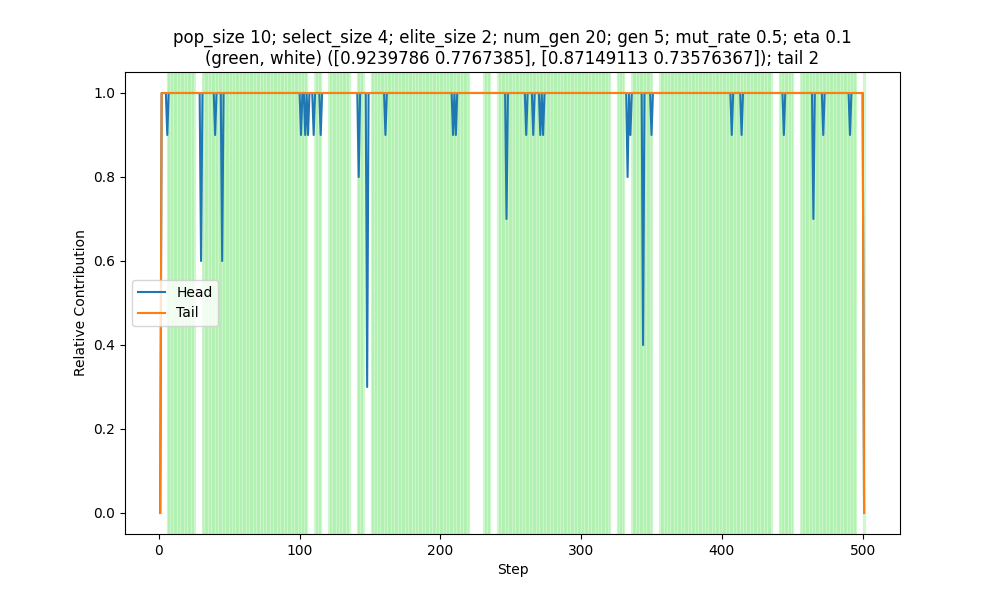 pop_size 10; select_size 4; elite_size 2; num_gen 20; gen 5; mut_rate 0.5; eta 0.1
(green, white) ([0.9239786 0.7767385], [0.87149113 0.73576367]); tail 2
1.0
0.8
0.6
0.4
0.2
0.0
Relative Contribution
Head
Tail
0 100 200 300 400 500
Step